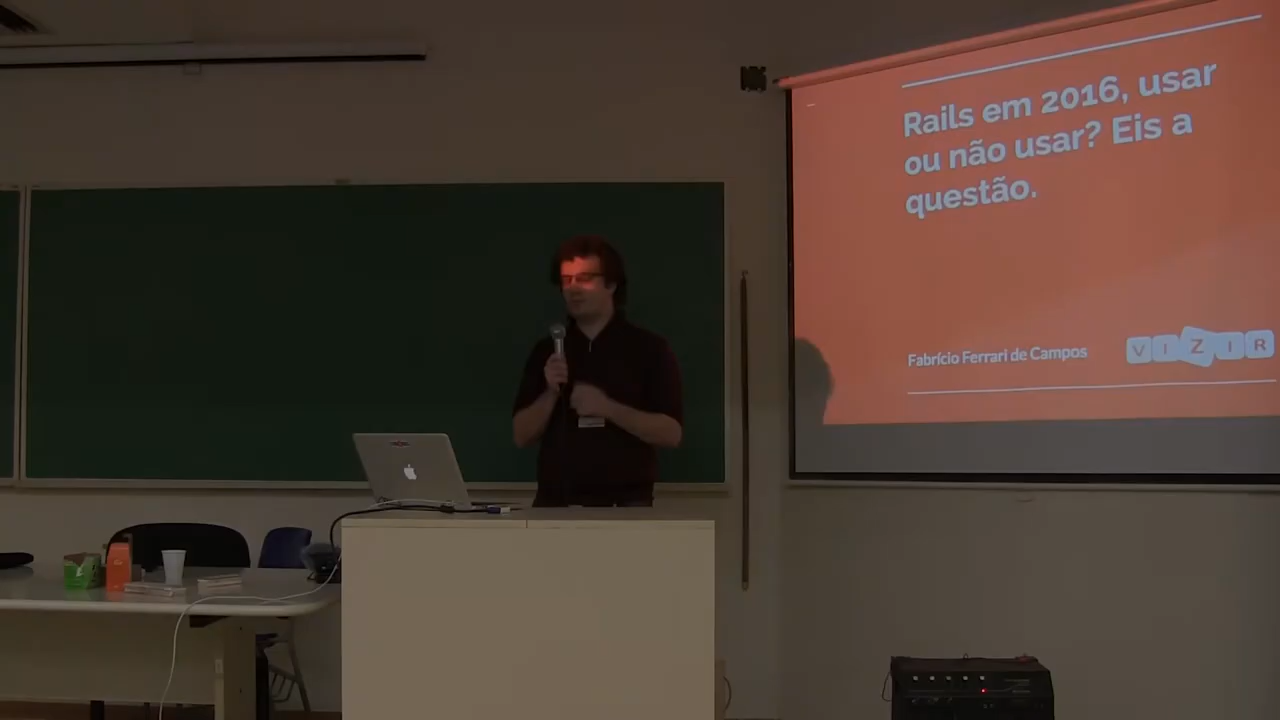 Rails em 2016, usar
ou não usar? Eis a
questão.
Fabrício Ferrari de Campos
VIZIR